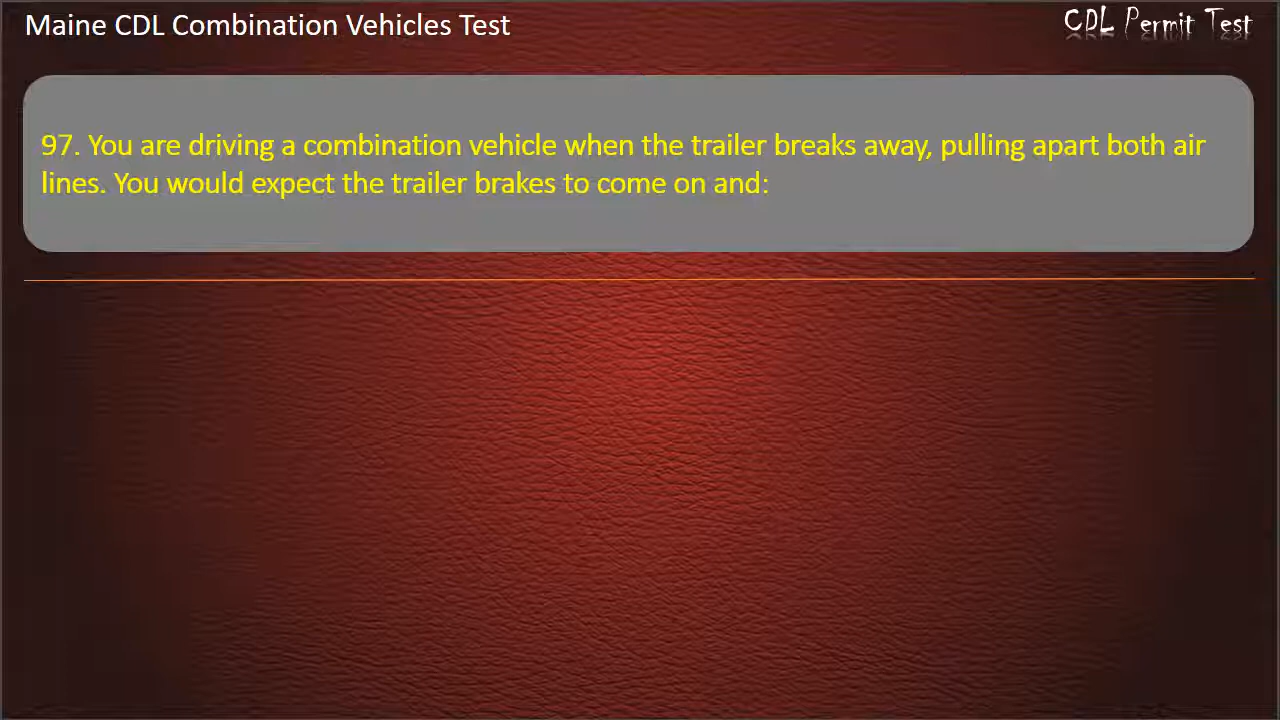 Maine CDL Combination Vehicles Test
CDL Permit Test
97. You are driving a combination vehicle when the trailer breaks away, pulling apart both air
lines. You would expect the trailer brakes to come on and: